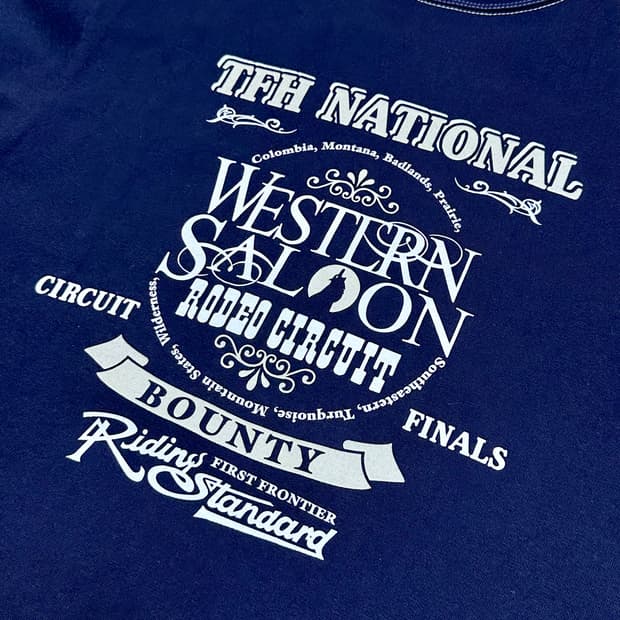 TFH NATIONAL
Colombia, Montana, Badlands, Prairie,
WESTERN
SALOON
RODEO CIRCUIT
Southeastern, Turquoise, Mountain States, Wilderness,
CIRCUIT
FINALS
BOUNTY
Riding
FIRST FRONTIER
Standard